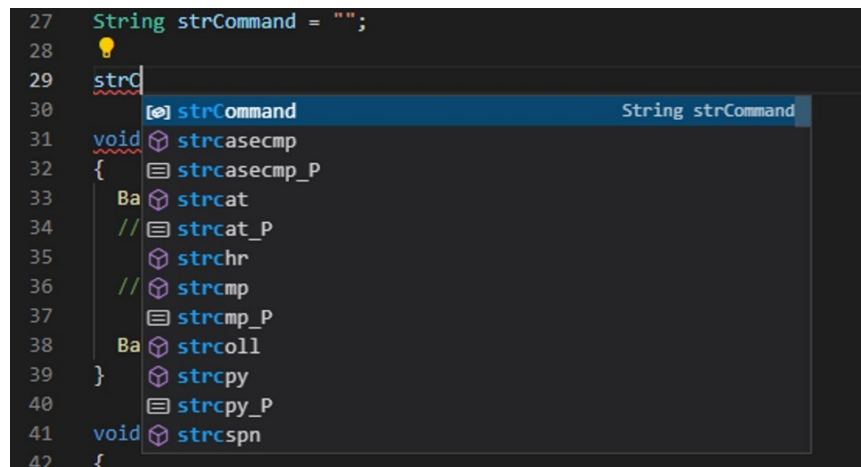 27 String strCommand = "";
28
29 strC
30 strCommand String strCommand
31 void strcasecmp
32 { strcasecmp_P
33 Ba strcat
34 // strcat_P
35 strchr
36 // strcmp
37 strcmp_P
38 Ba strcoll
39 } strcpy
40 strcpy_P
41 void strcspn
42 {